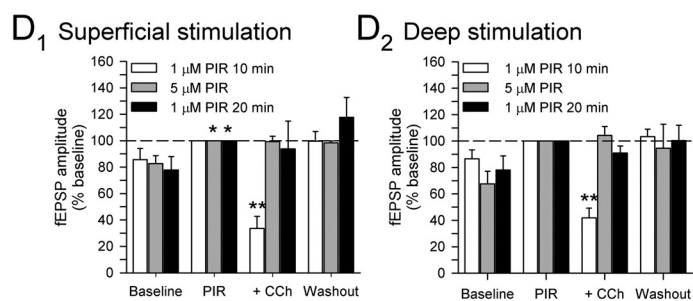 D1 Superficial stimulation
160
140
120
100
80
60
40
20
0
fEPSP amplitude
(% baseline)
1 µM PIR 10 min
5 µM PIR
1 µM PIR 20 min
* *
**
Baseline PIR + CCh Washout
D2 Deep stimulation
160
140
120
100
80
60
40
20
0
fEPSP amplitude
(% baseline)
1 µM PIR 10 min
5 µM PIR
1 µM PIR 20 min
**
Baseline PIR + CCh Washout